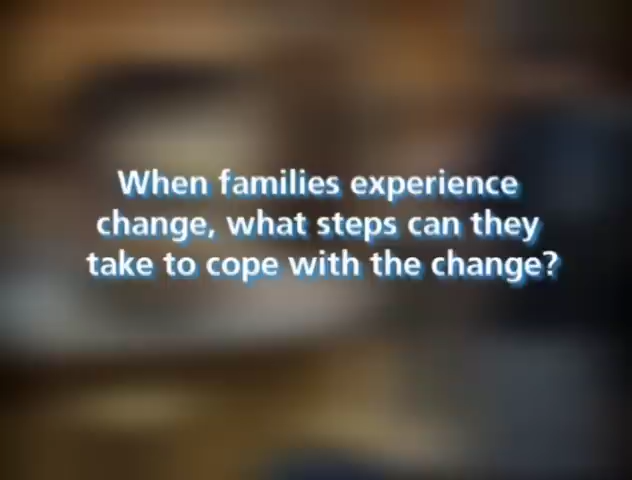 When families experience
change, what steps can they
take to cope with the change?